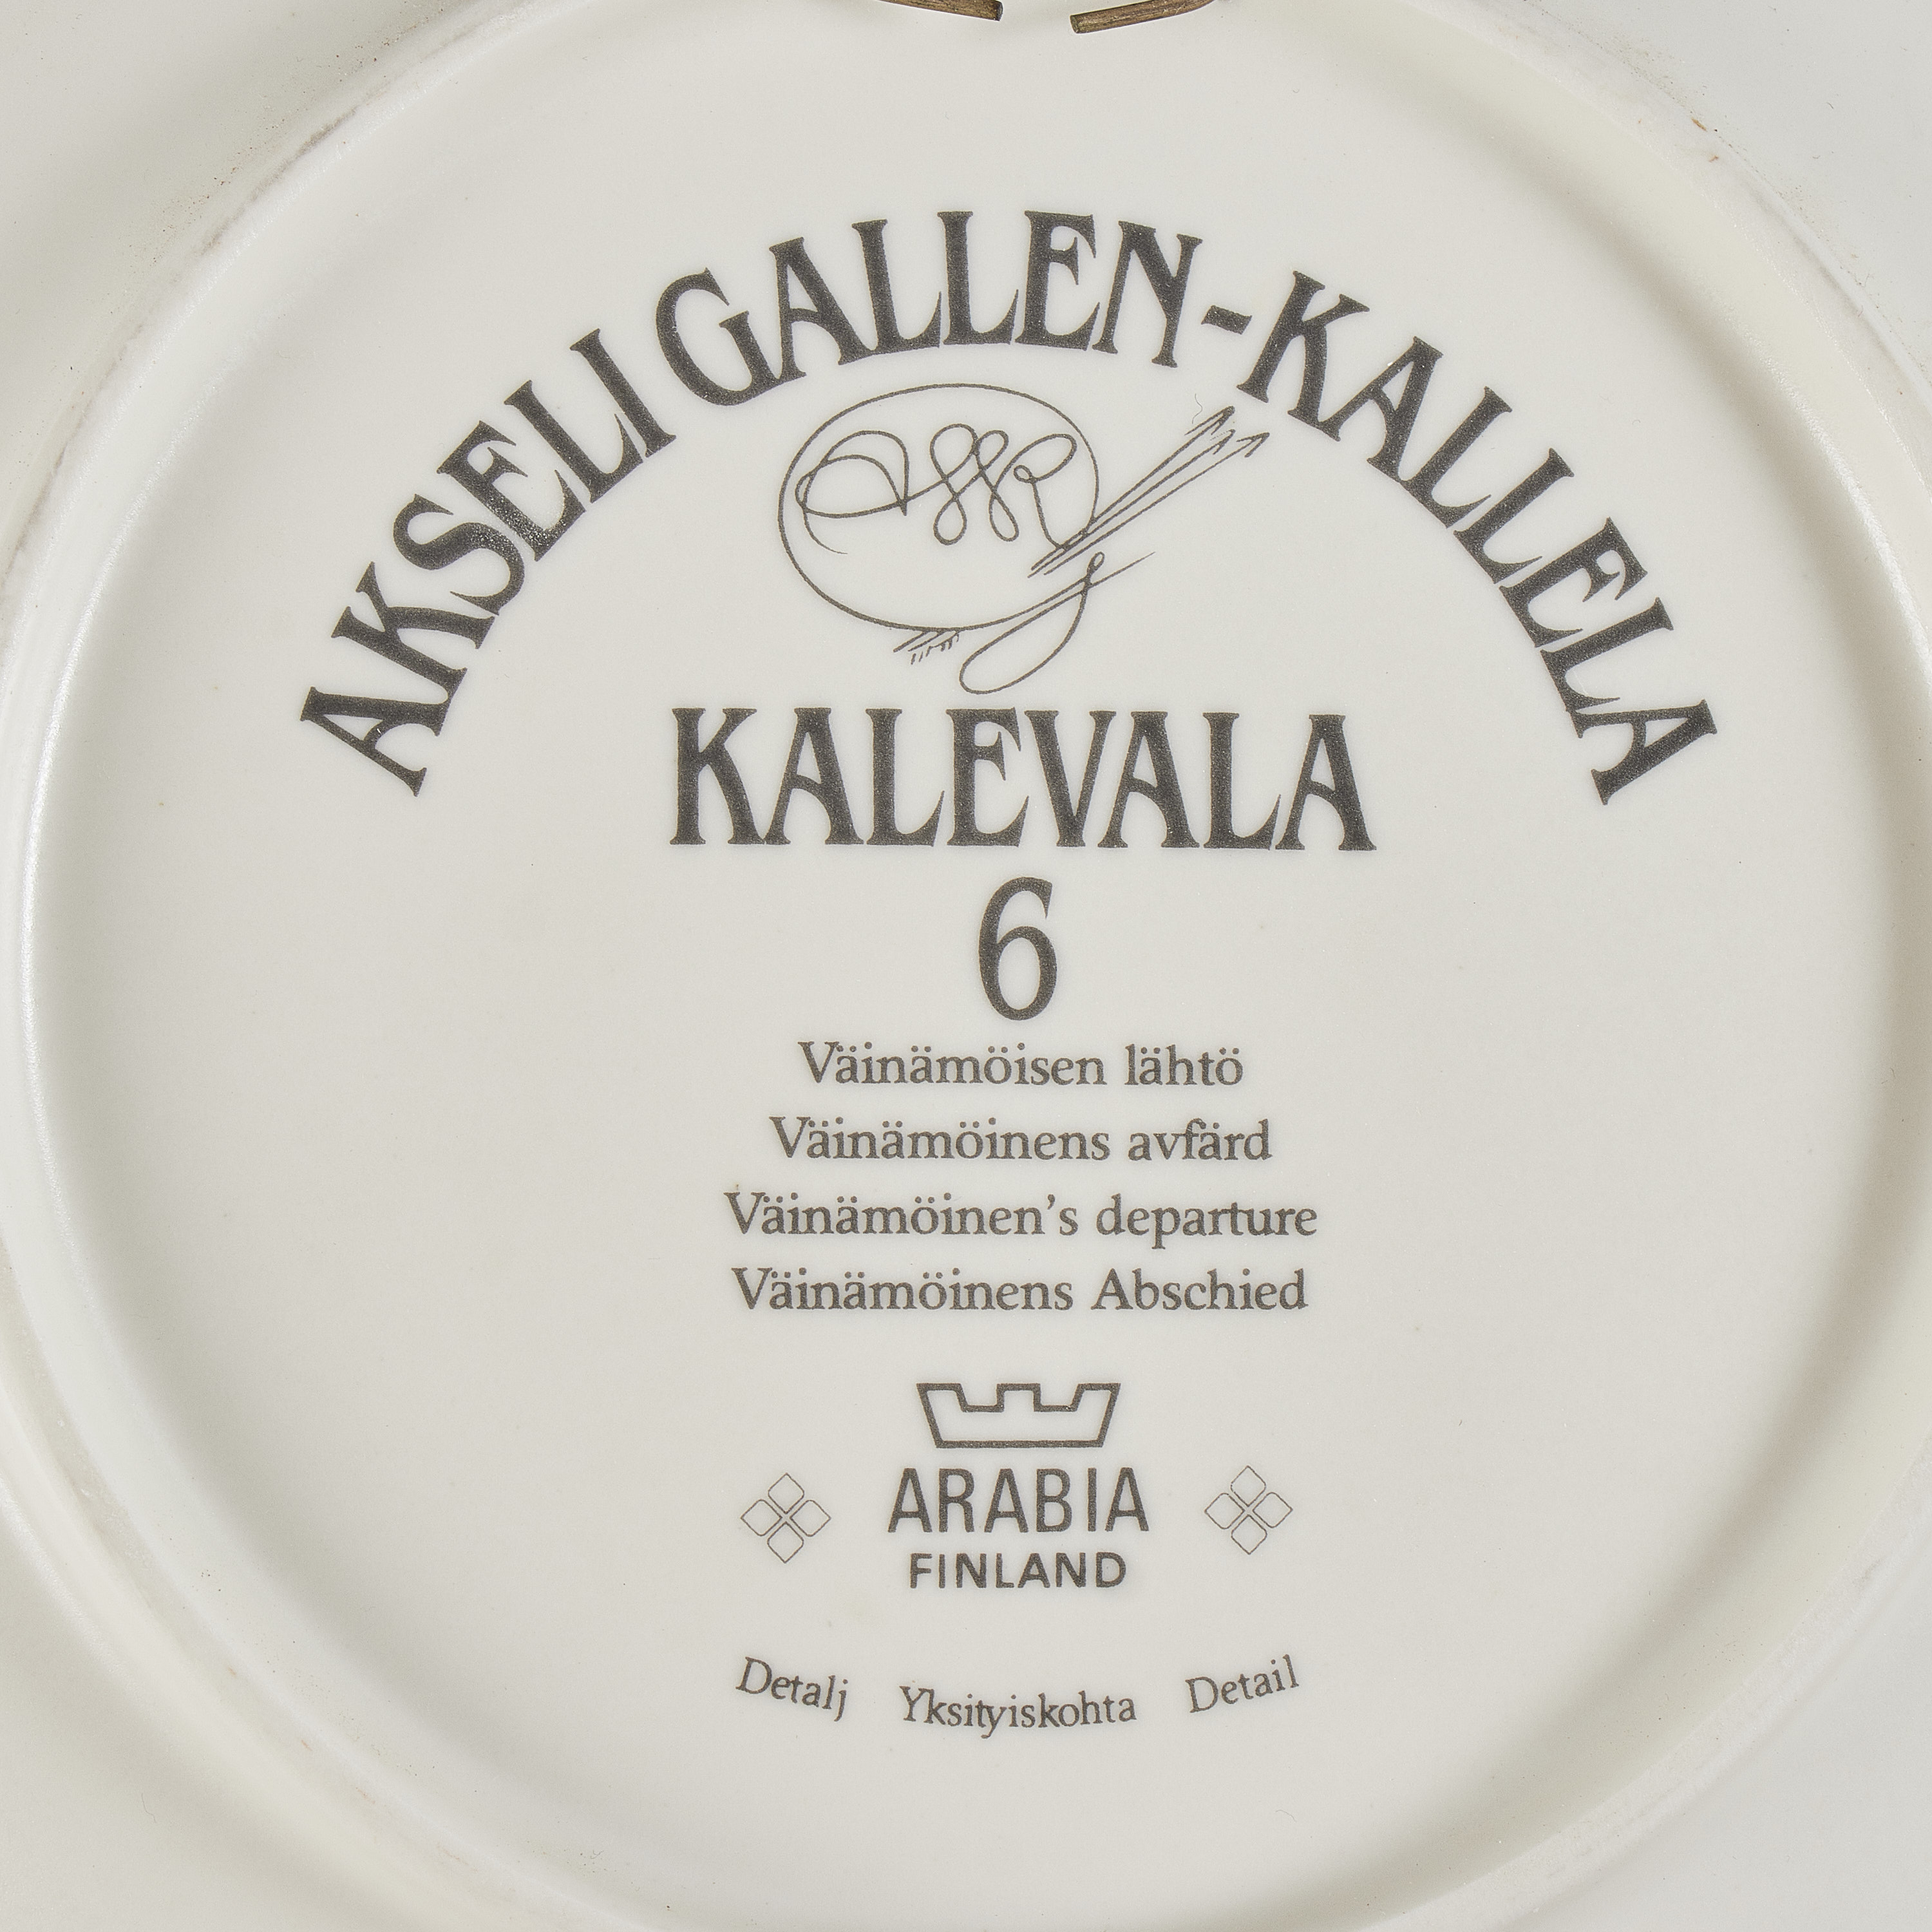 AKSELI GALLEN-KALLELA
KALEVALA
6
Väinämöisen lähtö
Väinämöinens avfärd
Väinämöinen's departure
Väinämöinens Abschied
ARABIA
FINLAND
Detalj Yksityiskohta Detail